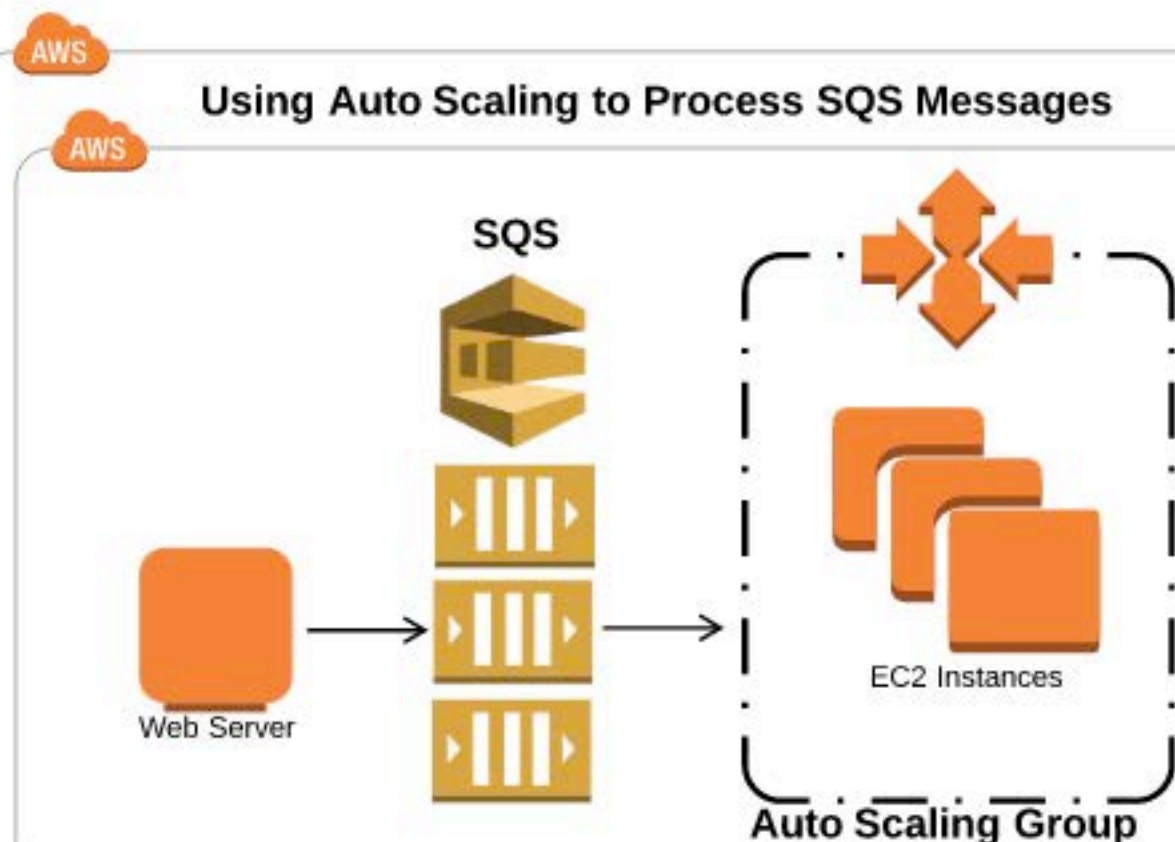 AWS
Using Auto Scaling to Process SQS Messages
AWS
SQS
Web Server
EC2 Instances
Auto Scaling Group